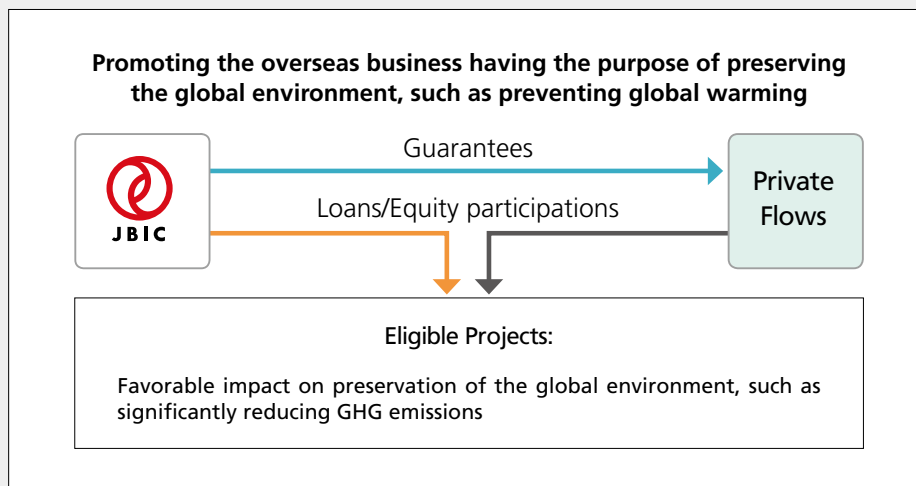 Promoting the overseas business having the purpose of preserving
the global environment, such as preventing global warming
Guarantees
JBIC
Loans/Equity participations
Private
Flows
Eligible Projects:
Favorable impact on preservation of the global environment, such as
significantly reducing GHG emissions